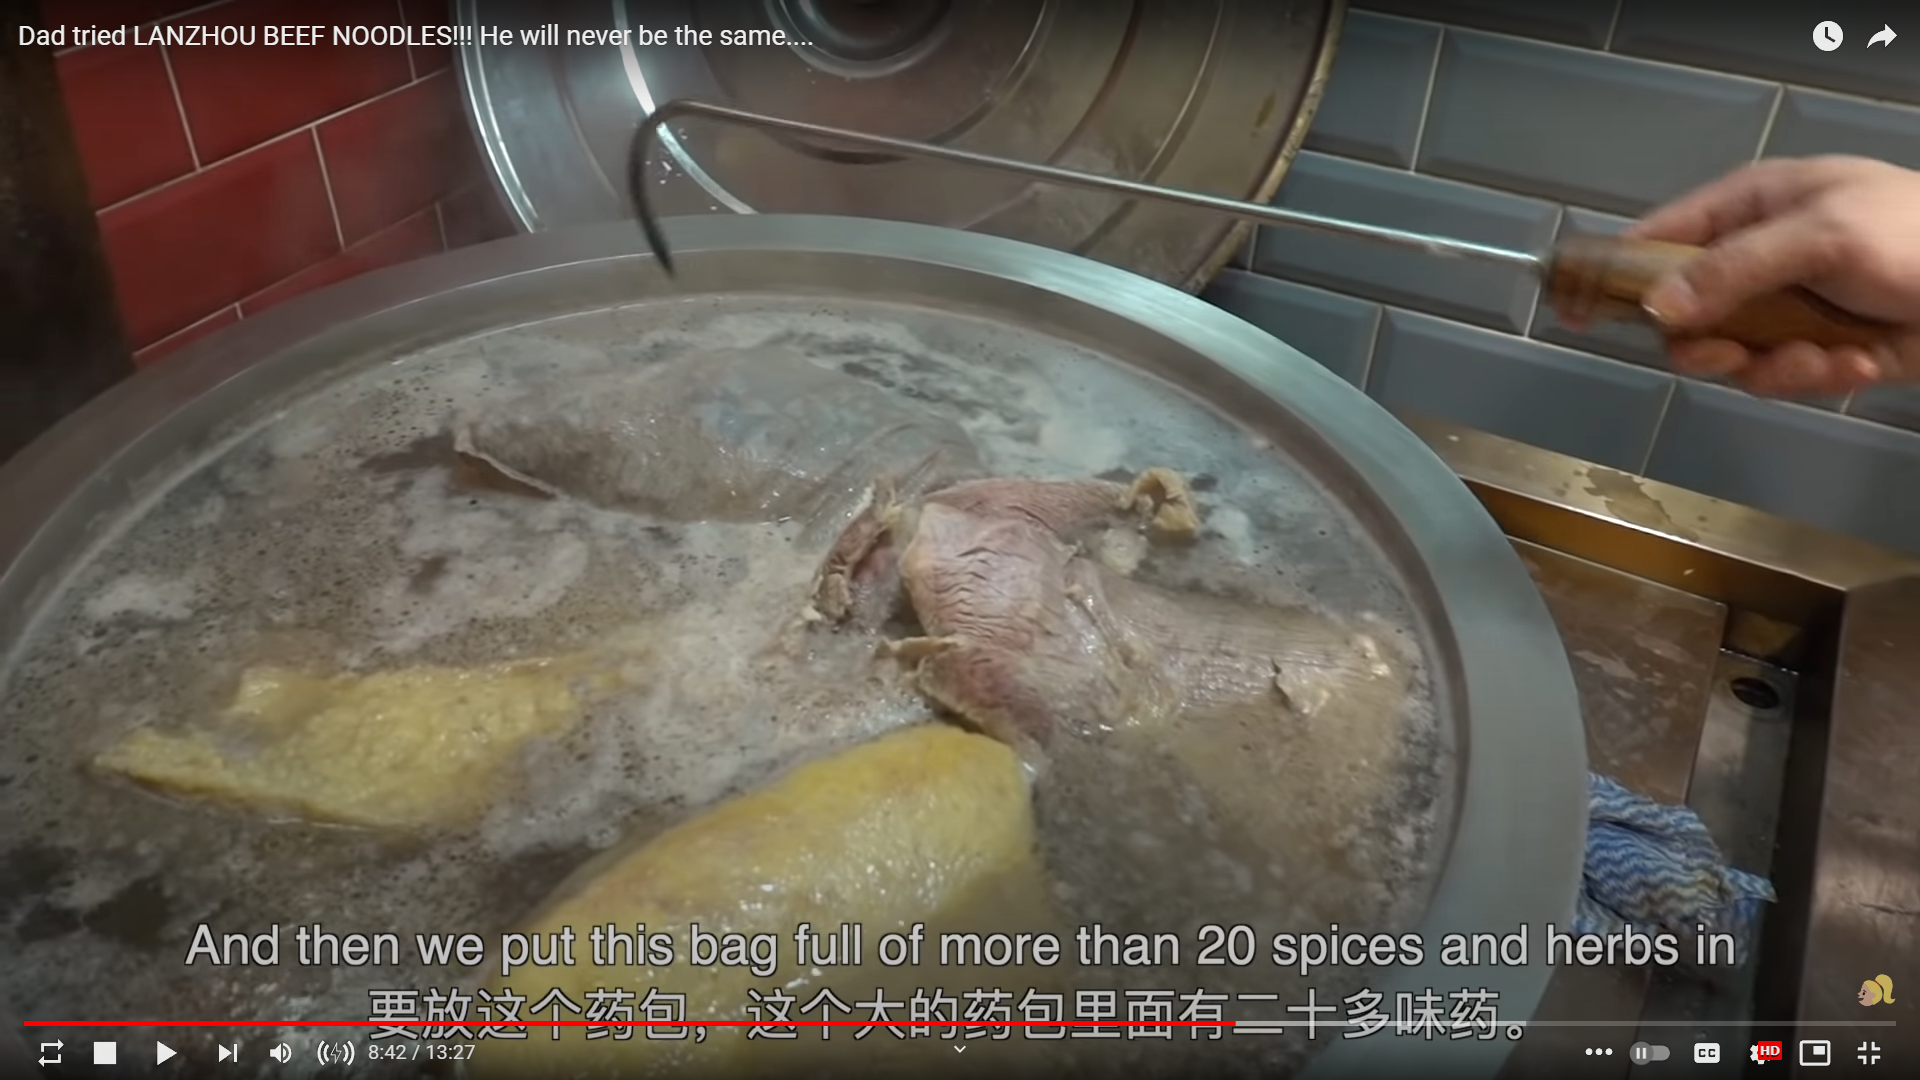 Dad tried LANZHOU BEEF NOODLES!!! He will never be the same....
And then we put this bag full of more than 20 spices and herbs in
要放这个药包，这个大的药包里面有二十多味药。
8:42 / 13:27
CC
HD